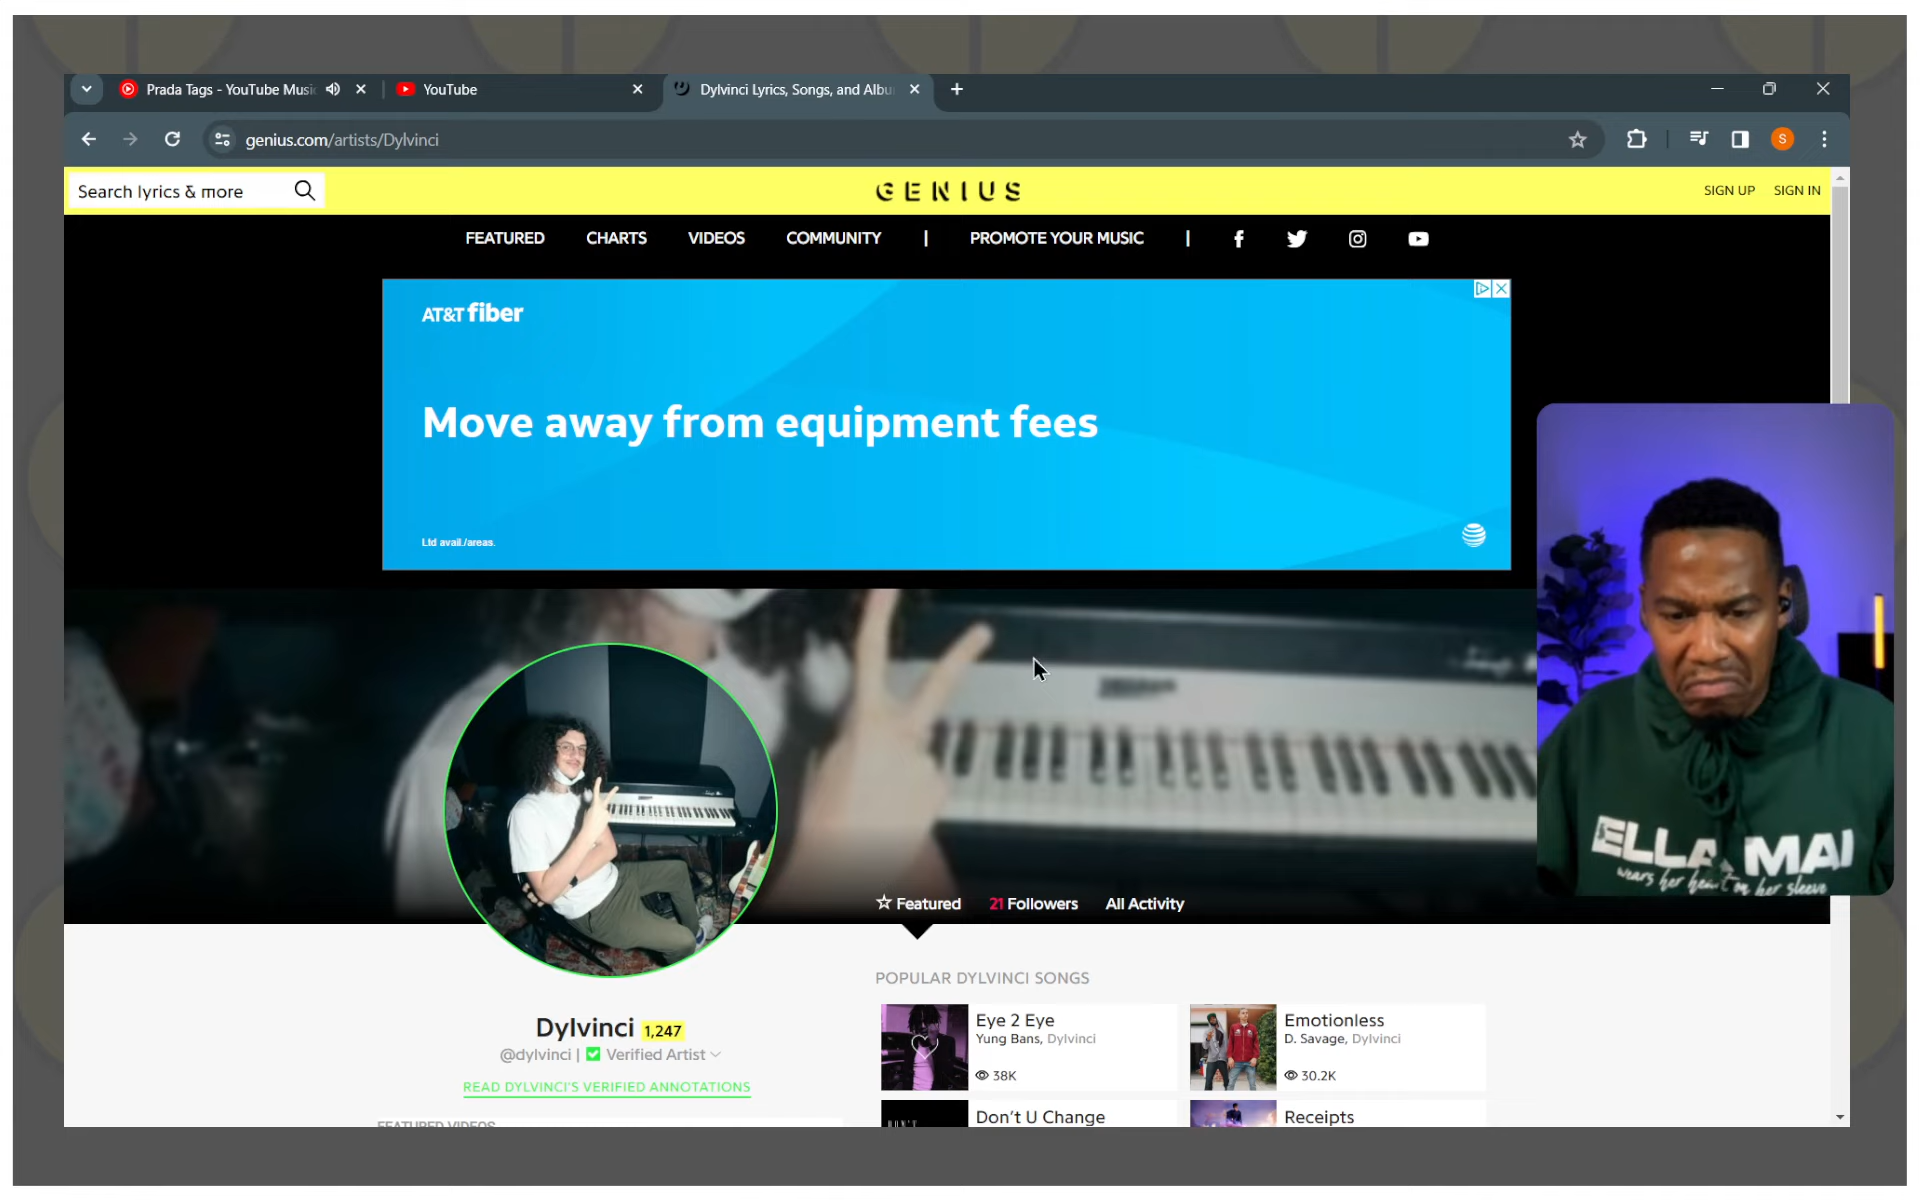 Prada Tags - YouTube Music
YouTube
Dylvinci Lyrics, Songs, and Albu
genius.com/artists/Dylvinci
S
Search lyrics & more
GENIUS
SIGN UP
SIGN IN
FEATURED
CHARTS
VIDEOS
COMMUNITY
|
PROMOTE YOUR MUSIC
|
AT&T fiber
Move away from equipment fees
Ltd avail./areas.
ELLA MAI
wears her heart on her sleeve
Featured
21 Followers
All Activity
POPULAR DYLVINCI SONGS
Dylvinci 1,247
@dylvinci | Verified Artist
READ DYLVINCI'S VERIFIED ANNOTATIONS
FEATURED VIDEOS
Eye 2 Eye
Yung Bans, Dylvinci
38K
Emotionless
D. Savage, Dylvinci
30.2K
Don't U Change
Receipts